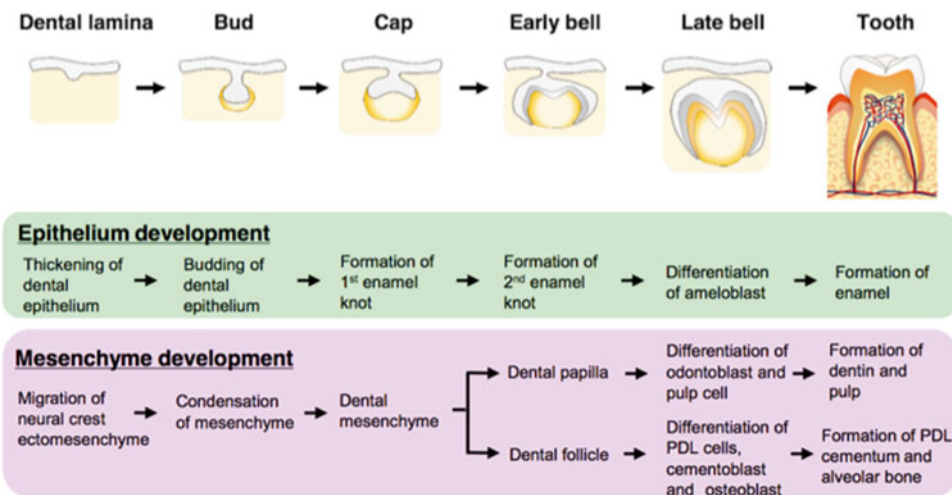 Dental lamina
Bud
Cap
Early bell
Late bell
Tooth
Epithelium development
Thickening of
dental
epithelium
Budding of
dental
epithelium
Formation of
1st enamel
knot
Formation of
2nd enamel
knot
Differentiation
of ameloblast
Formation of
enamel
Mesenchyme development
Migration of
neural crest
ectomesenchyme
Condensation
of mesenchyme
Dental
mesenchyme
Dental papilla
Differentiation of
odontoblast and
pulp cell
Formation of
dentin and
pulp
Dental follicle
Differentiation of
PDL cells,
cementoblast
and osteoblast
Formation of PDL
cementum and
alveolar bone